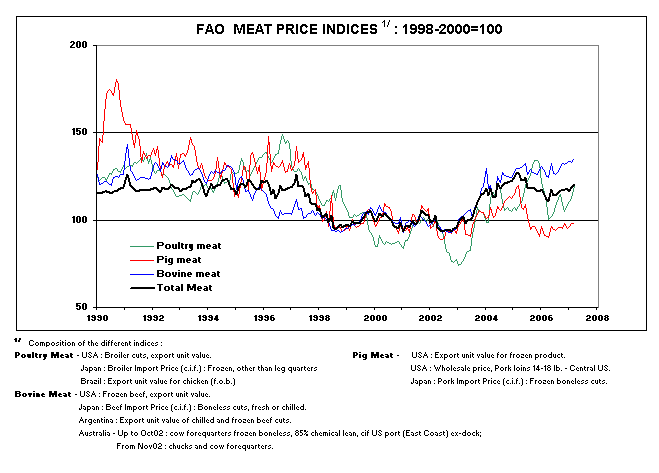 FAO MEAT PRICE INDICES 1/ : 1998-2000=100
200
150
100
50
Poultry meat
Pig meat
Bovine meat
Total Meat
1990 1992 1994 1996 1998 2000 2002 2004 2006 2008
1/ Composition of the different indices :
Poultry Meat - USA : Broiler cuts, export unit value.
Japan : Broiler Import Price (c.i.f.) : Frozen, other than leg quarters
Brazil : Export unit value for chicken (f.o.b.)
Pig Meat - USA : Export unit value for frozen product.
USA : Wholesale price, Pork loins 14-18 lb. - Central US.
Japan : Pork Import Price (c.i.f.) : Frozen boneless cuts.
Bovine Meat - USA : Frozen beef, export unit value.
Japan : Beef Import Price (c.i.f.) : Boneless cuts, fresh or chilled.
Argentina : Export unit value of chilled and frozen beef cuts.
Australia - Up to Oct02 : cow forequarters frozen boneless, 85% chemical lean, cif US port (East Coast) ex-dock;
From Nov02 : chucks and cow forequarters.